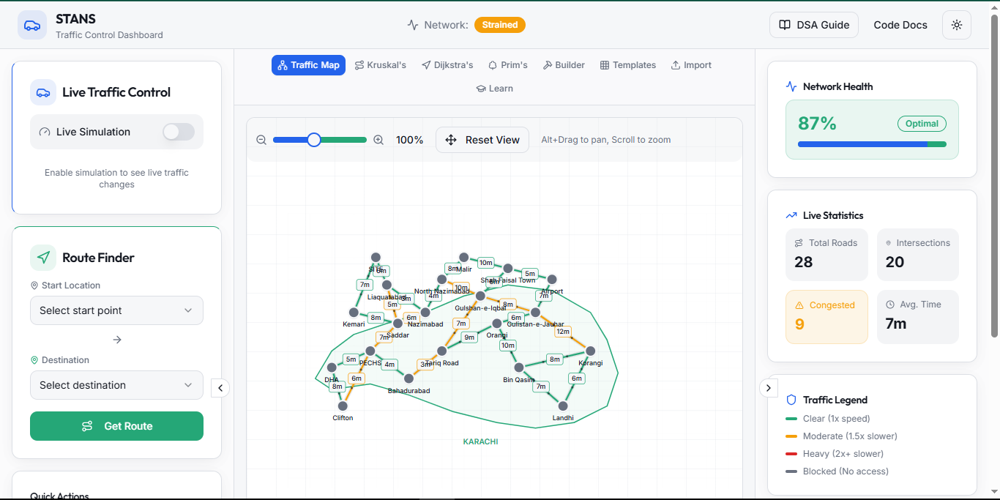 STANS
Traffic Control Dashboard
Network: Strained
DSA Guide
Code Docs
Live Traffic Control
Live Simulation
Enable simulation to see live traffic
changes
Route Finder
Start Location
Select start point
Destination
Select destination
Get Route
Quick Actions
Traffic Map
Kruskal's
Dijkstra's
Prim's
Builder
Templates
Import
Learn
100%
Reset View
Alt+Drag to pan, Scroll to zoom
10m
8m
Malir
SITE
5m
Shah Faisal Town
7m
10m
North Nazimabad
7m
Airport
Liaquatabad
4m
5m
8m
Gulshan-e-Iqbal
8m
6m
7m
6m
Kemari
Saddar
Nazimabad
Gulistan-e-Jauhar
12m
7m
9m
Orangi
10m
5m
PECHS
4m
3m
Tariq Road
8m
Korangi
DHA
6m
Bin Qasim
6m
8m
Bahadurabad
7m
Clifton
Landhi
KARACHI
Network Health
87%
Optimal
Live Statistics
Total Roads
28
Intersections
20
Congested
9
Avg. Time
7m
Traffic Legend
Clear (1x speed)
Moderate (1.5x slower)
Heavy (2x+ slower)
Blocked (No access)